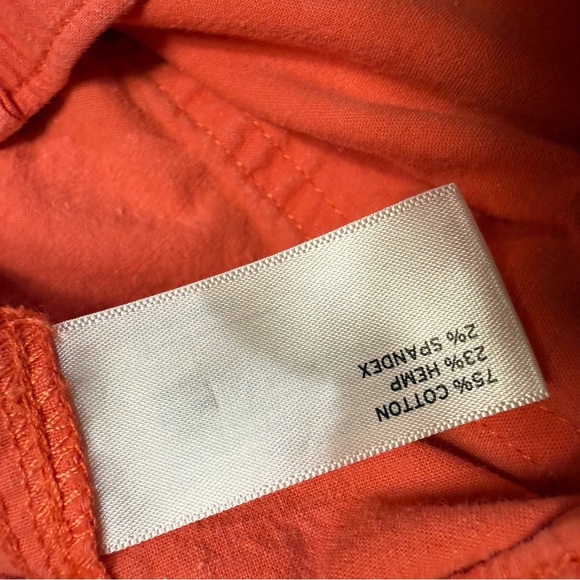 75% COTTON
23% HEMP
2% SPANDEX